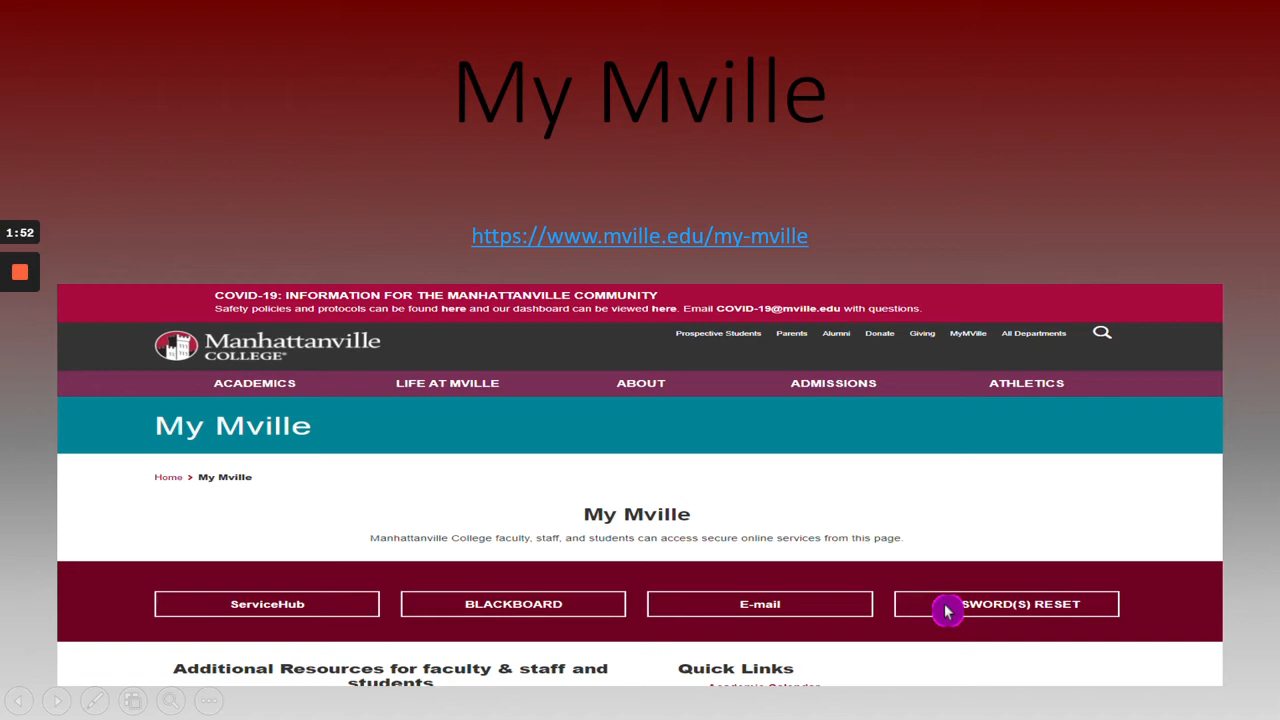 My Mville
1:52
https://www.mville.edu/my-mville
COVID-19: INFORMATION FOR THE MANHATTANVILLE COMMUNITY
Safety policies and protocols can be found here and our dashboard can be viewed here. Email COVID-19@mville.edu with questions.
Manhattanville
COLLEGE®
Prospective Students Parents Alumni Donate Giving MyMVille All Departments
ACADEMICS LIFE AT MVILLE ABOUT ADMISSIONS ATHLETICS
My Mville
Home > My Mville
My Mville
Manhattanville College faculty, staff, and students can access secure online services from this page.
ServiceHub BLACKBOARD E-mail SWORD(S) RESET
Additional Resources for faculty & staff and
students
Quick Links
Academic Calendar